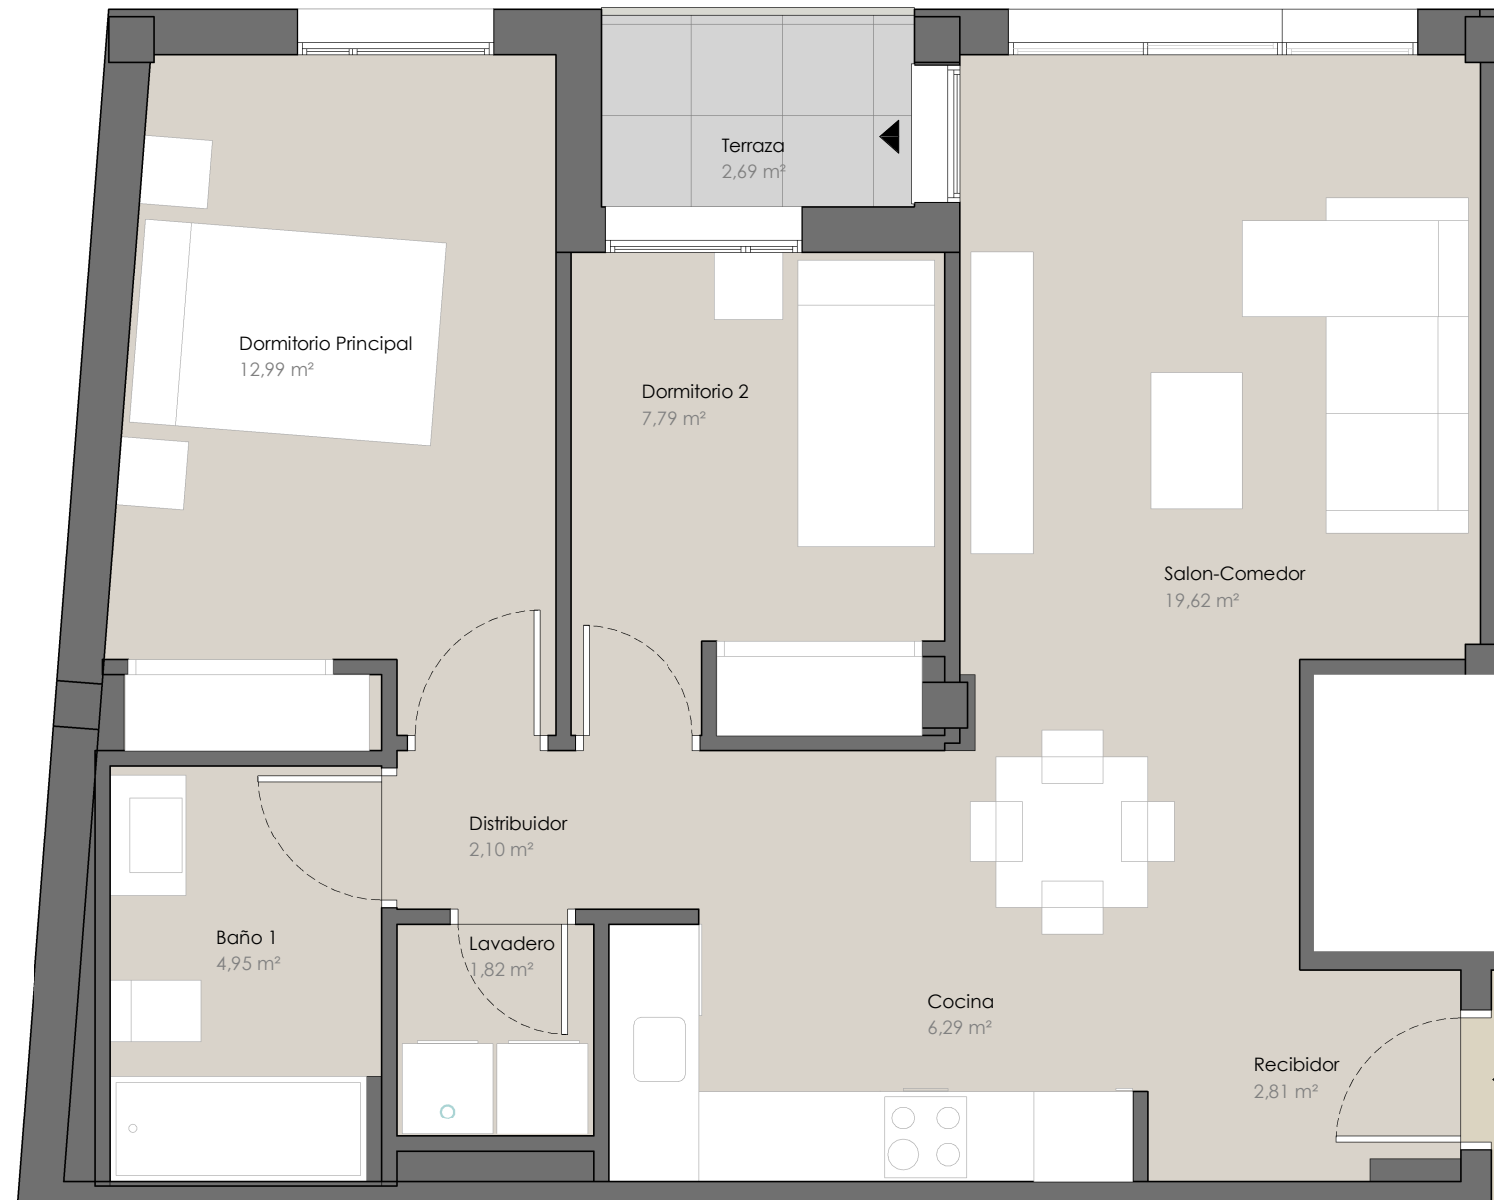 Terraza
2,69 m²
Dormitorio Principal
12,99 m²
Dormitorio 2
7,79 m²
Salon-Comedor
19,62 m²
Distribuidor
2,10 m²
Baño 1
4,95 m²
Lavadero
1,82 m²
Cocina
6,29 m²
Recibidor
2,81 m²